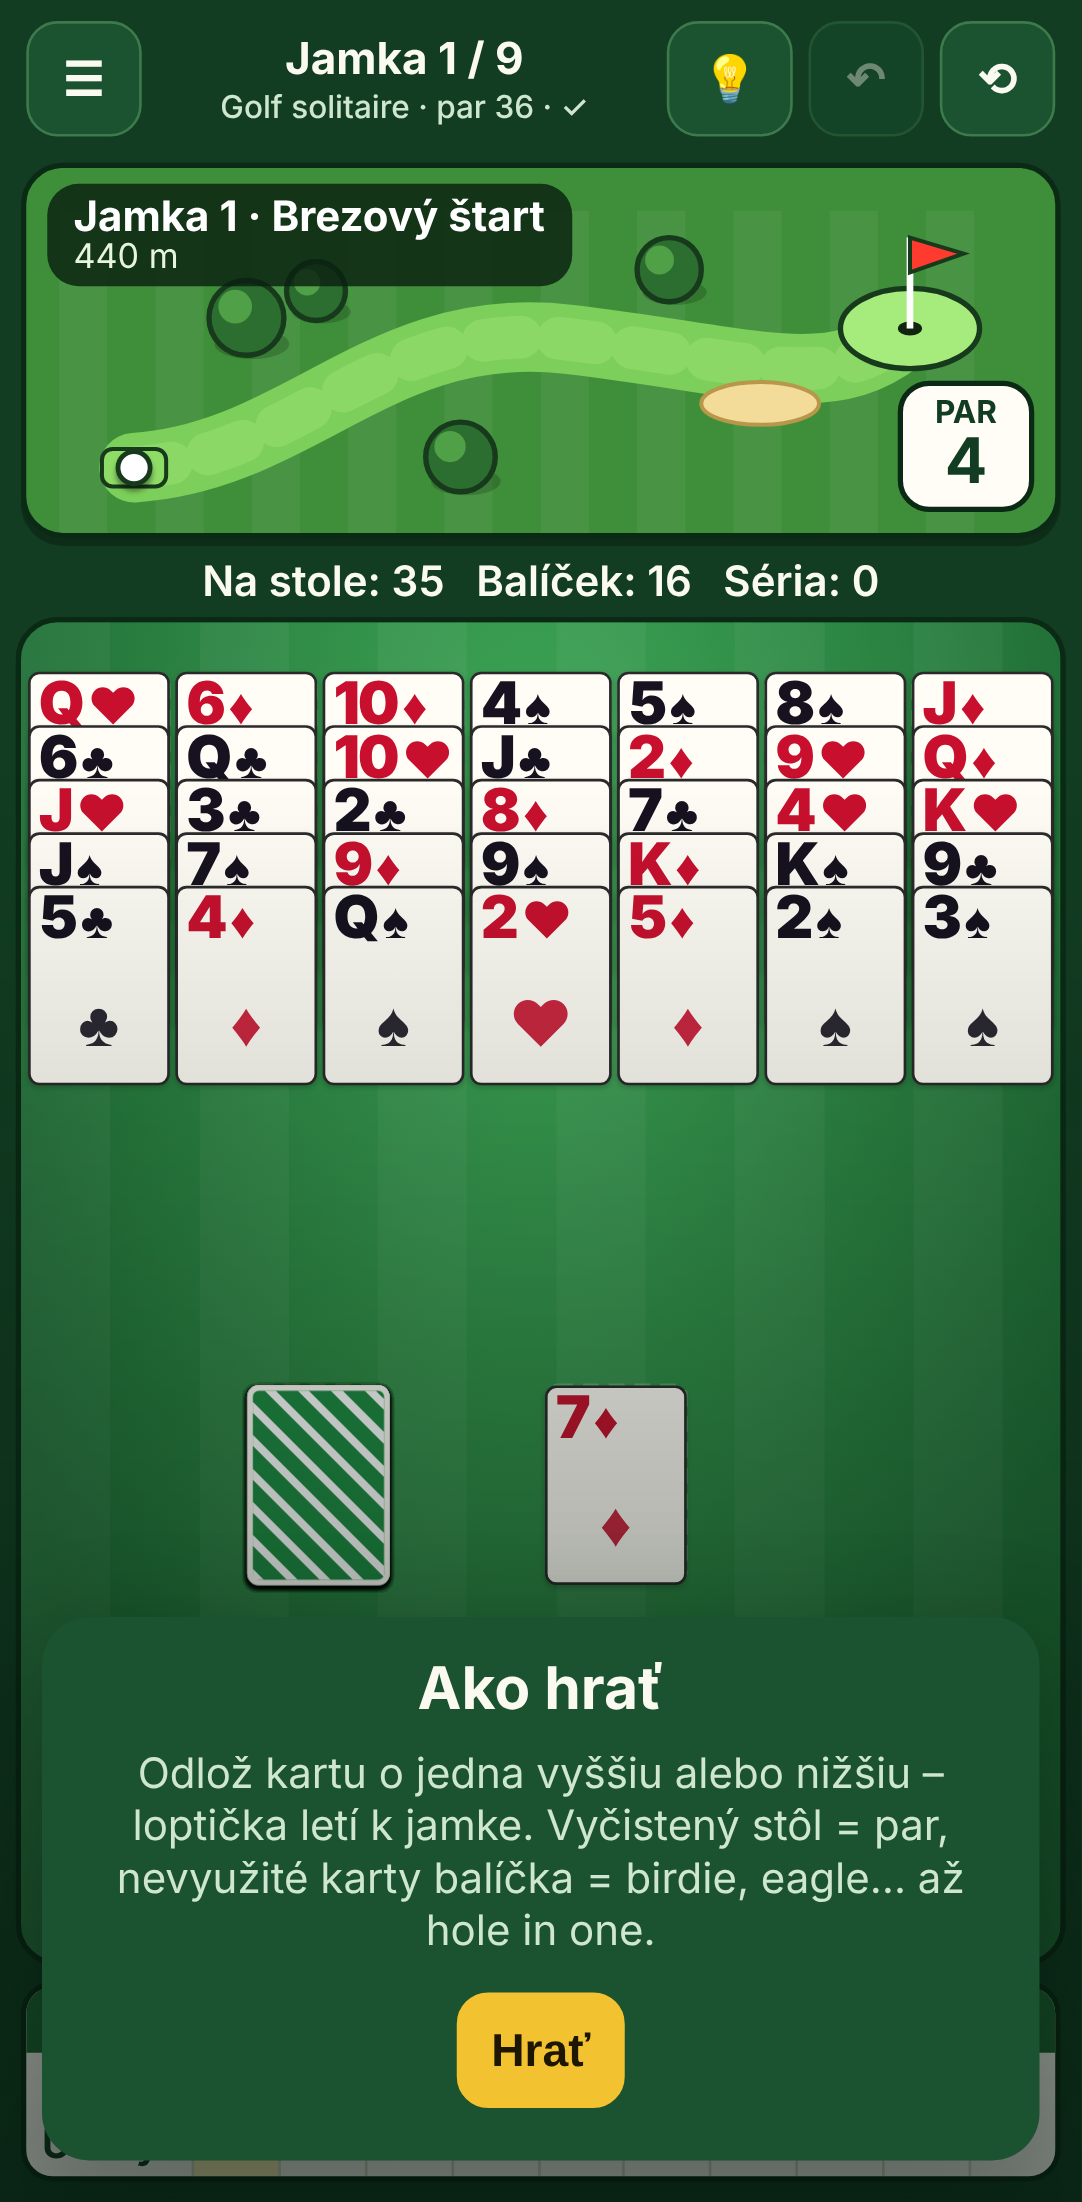 Jamka 1 / 9
Golf solitaire · par 36 · ✓
Jamka 1 · Brezový štart
440 m
PAR
4
Na stole: 35 Balíček: 16 Séria: 0
Q♥ 6♦ 10♦ 4♠ 5♠ 8♠ J♦
6♣ Q♣ 10♥ J♣ 2♦ 9♥ Q♦
J♥ 3♣ 2♣ 8♦ 7♣ 4♥ K♥
J♠ 7♠ 9♦ 9♠ K♦ K♠ 9♣
5♣ 4♦ Q♠ 2♥ 5♦ 2♠ 3♠
7♦
Ako hrať
Odlož kartu o jedna vyššiu alebo nižšiu –
loptička letí k jamke. Vyčistený stôl = par,
nevyužité karty balíčka = birdie, eagle... až
hole in one.
Hrať